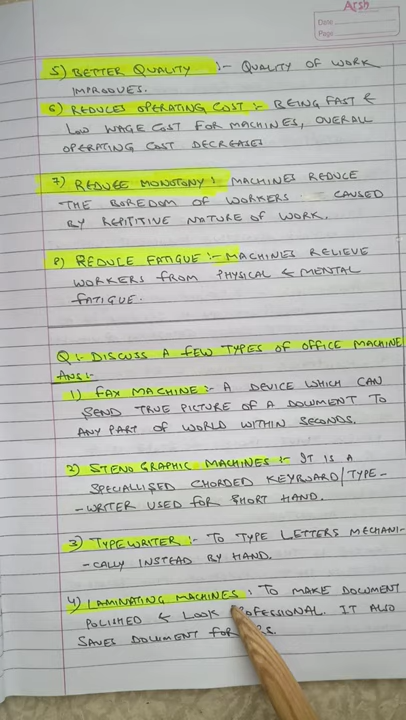 Arsh
Date
Page
5) BETTER QUALITY :- QUALITY OF WORK
IMPROVES.
6) REDUCES OPERATING COST :- BEING FAST &
LOW WAGE COST FOR MACHINES, OVERALL
OPERATING COST DECREASES
7) REDUCE MONOTONY : MACHINES REDUCE
THE BOREDOM OF WORKERS CAUSED
BY REPITITIVE NATURE OF WORK.
8) REDUCE FATIGUE :- MACHINES RELIEVE
WORKERS FROM PHYSICAL & MENTAL
FATIGUE.
Q1- DISCUSS A FEW TYPES OF OFFICE MACHINE
Ans:-
1) FAX MACHINE :- A DEVICE WHICH CAN
SEND TRUE PICTURE OF A DOCUMENT TO
ANY PART OF WORLD WITHIN SECONDS.
2) STENOGRAPHIC MACHINES :- IT IS A
SPECIALISED CHORDED KEYBOARD/TYPE-
-WRITER USED FOR SHORT HAND.
3) TYPEWRITER :- TO TYPE LETTERS MECHANI-
-CALLY INSTEAD BY HAND.
4) LAMINATING MACHINES : TO MAKE DOCUMENT
POLISHED & LOOK OFESSIONAL. IT ALSO
SAVES DOCUMENT FOR